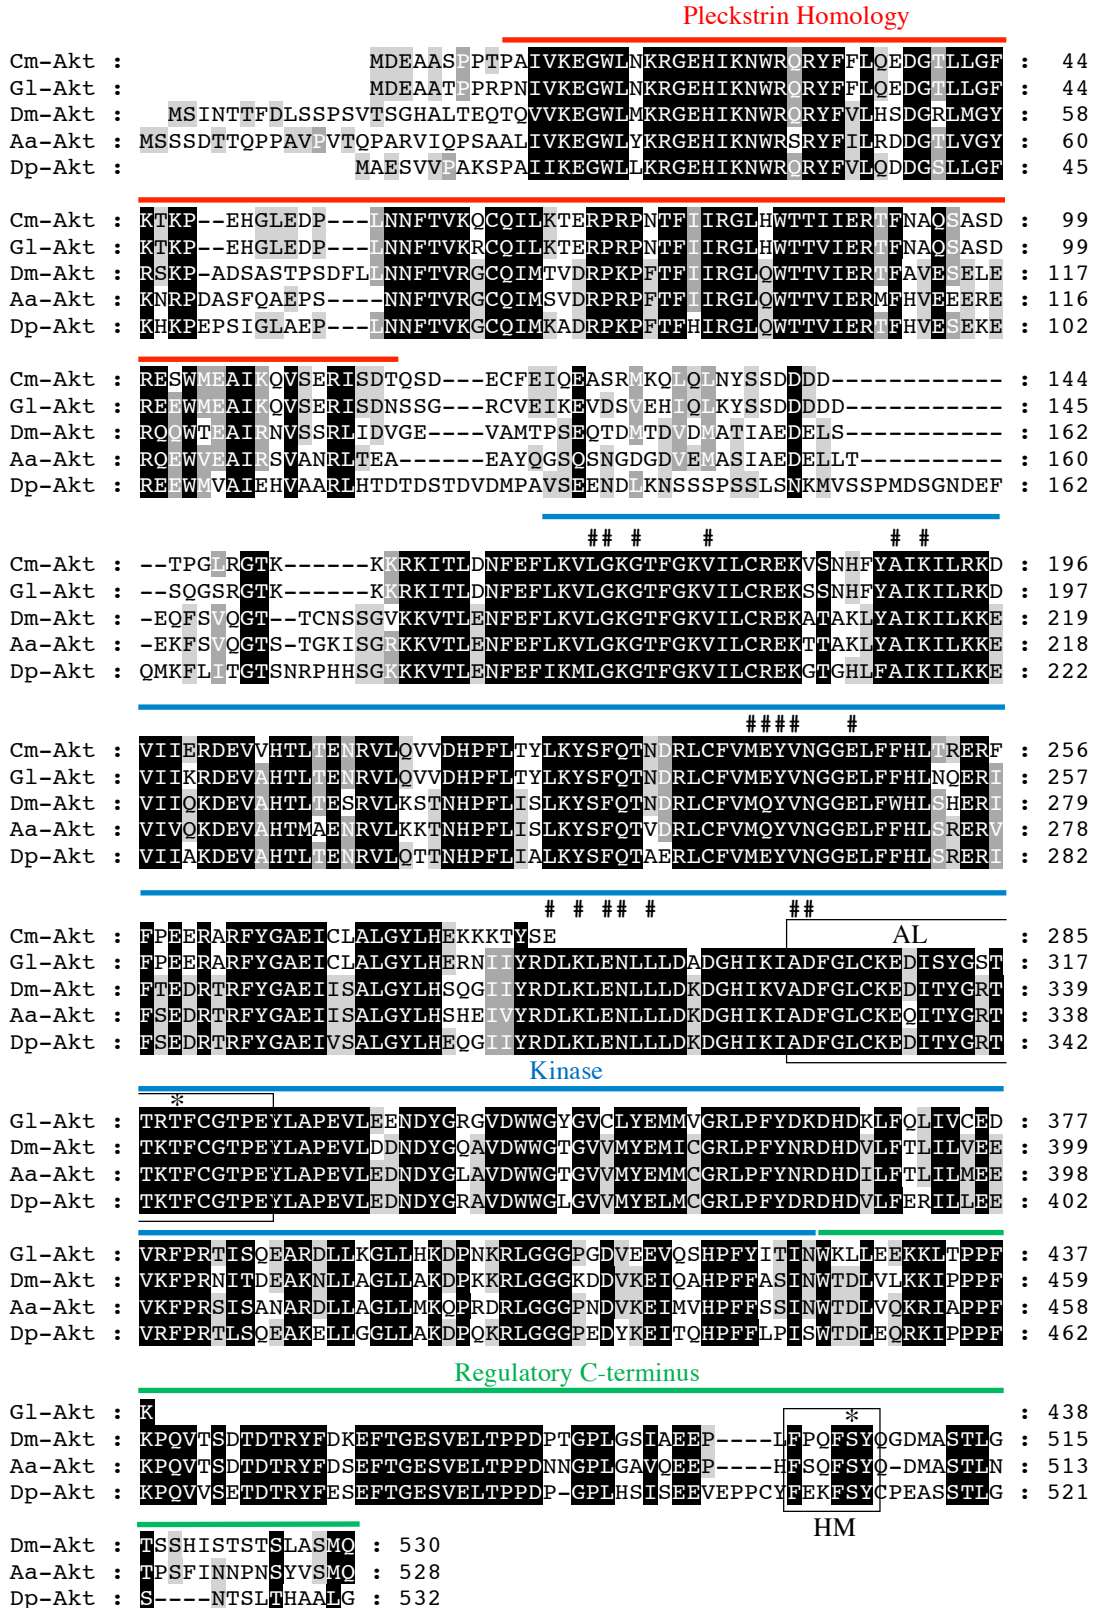 Pleckstrin Homology
Cm-Akt : MDEAASPPTPAIVKEGWLNKRGEHIKNWRQRYFFLQEDGTLLGF : 44
Gl-Akt : MDEAATPPRPNIVKEGWLNKRGEHIKNWRQRYFFLQEDGTLLGF : 44
Dm-Akt : MSINTTFDLSSPSVTSGHALTEQTQVVKEGWLMKRGEHIKNWRQRYFVLHSDGRLMGY : 58
Aa-Akt : MSSSDTTQPPAVPVTQPARVIQPSAALIVKEGWLYKRGEHIKNWRSRYFILRDDGTLVGY : 60
Dp-Akt : MAESVVPAKSPAIIKEGWLLKRGEHIKNWRQRYFVLQDDGSLLGF : 45
Cm-Akt : KTKP--EHGLEDP---LNNFTVKQCQILKTERPRPNTFIIRGLHWTTIIERTFNAQSASD : 99
Gl-Akt : KTKP--EHGLEDP---LNNFTVKRCQILKTERPRPNTFIIRGLHWTTVIERTFNAQSASD : 99
Dm-Akt : RSKP-ADSASTPSDFLLNNFTVRGCQIMTVDRPKPFTFIIRGLQWTTVIERTFAVESELE : 117
Aa-Akt : KNRPDASFQAEPS----NNFTVRGCQIMSVDRPRPFTFIIRGLQWTTVIERMFHVEEERE : 116
Dp-Akt : KHKPEPSIGLAEP---LNNFTVKGCQIMKADRPKPFTFHIRGLQWTTVIERTFHVESEKE : 102
Cm-Akt : RESWMEAIKQVSERISDTQSD---ECFEIQEASRMKQLQLNYSSDDDD------------ : 144
Gl-Akt : REEWMEAIKQVSERISDNSSG---RCVEIKEVDSVEHIQLKYSSDDDDD----------- : 145
Dm-Akt : RQQWTEAIRNVSSRLIDVGE----VAMTPSEQTDMTDVDMATIAEDELS----------- : 162
Aa-Akt : RQEWVEAIRSVANRLTEA------EAYQGSQSNGDGDVEMASIAEDELLT---------- : 160
Dp-Akt : REEWMVAIEHVAARLHTDTDSTDVDMPAVSEENDLKNSSSPSSLSNKMVSSPMDSGNDEF : 162
## # # # #
Cm-Akt : --TPGLRGTK------KKRKITLDNFEFLKVLGKGTFGKVILCREKVSNHFYAIKILRKD : 196
Gl-Akt : --SQGSRGTK------KKRKITLDNFEFLKVLGKGTFGKVILCREKSSNHFYAIKILRKD : 197
Dm-Akt : -EQFSVQGT--TCNSSGVKKVTLENFEFLKVLGKGTFGKVILCREKATAKLYAIKILKKE : 219
Aa-Akt : -EKFSVQGTS-TGKISGRKKVTLENFEFLKVLGKGTFGKVILCREKTTAKLYAIKILKKE : 218
Dp-Akt : QMKFLITGTSNRPHHSGKKKVTLENFEFIKMLGKGTFGKVILCREKGTGHLFAIKILKKE : 222
#### #
Cm-Akt : VIIERDEVVHTLTENRVLQVVDHPFLTYLKYSFQTNDRLCFVMEYVNGGELFFHLTRERF : 256
Gl-Akt : VIIKRDEVAHTLTENRVLQVVDHPFLTYLKYSFQTNDRLCFVMEYVNGGELFFHLNQERI : 257
Dm-Akt : VIIQKDEVAHTLTESRVLKSTNHPFLISLKYSFQTNDRLCFVMQYVNGGELFWHLSHERI : 279
Aa-Akt : VIVQKDEVAHTMAENRVLKKTNHPFLISLKYSFQTVDRLCFVMQYVNGGELFFHLSRERV : 278
Dp-Akt : VIIAKDEVAHTLTENRVLQTTNHPFLIALKYSFQTAERLCFVMEYVNGGELFFHLSRERI : 282
# # ## # ##
Cm-Akt : FPEERARFYGAEICLALGYLHEKKKTYSE AL : 285
Gl-Akt : FPEERARFYGAEICLALGYLHERNIIYRDLKLENLLLDADGHIKIADFGLCKEDISYGST : 317
Dm-Akt : FTEDRTRFYGAEIISALGYLHSQGIIYRDLKLENLLLDKDGHIKVADFGLCKEDITYGRT : 339
Aa-Akt : FSEDRTRFYGAEIISALGYLHSHEIVYRDLKLENLLLDKDGHIKIADFGLCKEQITYGRT : 338
Dp-Akt : FSEDRTRFYGAEIVSALGYLHEQGIIYRDLKLENLLLDKDGHIKIADFGLCKEDITYGRT : 342
Kinase
*
Gl-Akt : TRTFCGTPEYLAPEVLEENDYGRGVDWWGYGVCLYEMMVGRLPFYDKDHDKLFQLIVCED : 377
Dm-Akt : TKTFCGTPEYLAPEVLDDNDYGQAVDWWGTGVVMYEMICGRLPFYNRDHDVLFTLILVEE : 399
Aa-Akt : TKTFCGTPEYLAPEVLEDNDYGLAVDWWGTGVVMYEMICGRLPFYNRDHDILFTLILMEE : 398
Dp-Akt : TKTFCGTPEYLAPEVLEDNDYGRAVDWWGLGVVMYELMCGRLPFYDRDHDVLFERILLEE : 402
Gl-Akt : VRFPRTISQEARDLLKGLLHKDPNKRLGGGPGDVEEVQSHPFYITINWKLLEEKKLTPPF : 437
Dm-Akt : VKFPRNITDEAKNLLAGLLAKDPKKRLGGGKDDVKEIQAHPFFASINWTDLVLKKIPPPF : 459
Aa-Akt : VKFPRSISANARDLLAGLLMKQPRDRLGGGPNDVKEIMVHPFFSSINWTDLVQKRIAPPF : 458
Dp-Akt : VRFPRTLSQEAKELLGGLLAKDPQKRLGGGPEDYKEITQHPFFLPISWTDLEQRKIPPPF : 462
Regulatory C-terminus
Gl-Akt : K * : 438
Dm-Akt : KPQVTSDTDTRYFDKEFTGESVELTPPDPTGPLGSIAEEP----LFPQFSYQGDMASTLG : 515
Aa-Akt : KPQVTSDTDTRYFDSEFTGESVELTPPDNNGPLGAVQEEP----HFSQFSYQ-DMASTLN : 513
Dp-Akt : KPQVVSETDTRYFESEFTGESVELTPPDP-GPLHSISEEVEPPCYFEKFSYCPEASSTLG : 521
HM
Dm-Akt : TSSHISTSTSLASMQ : 530
Aa-Akt : TPSFINNPNSYVSMQ : 528
Dp-Akt : S----NTSLTHAALG : 532